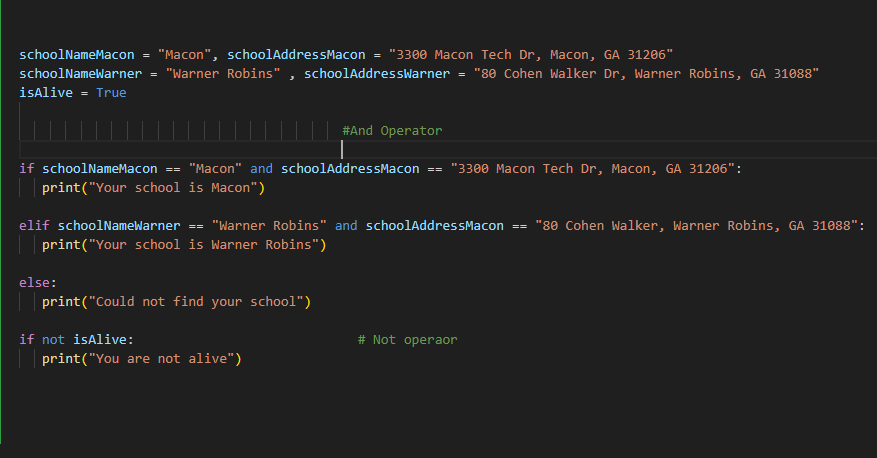 schoolNameMacon = "Macon", schoolAddressMacon = "3300 Macon Tech Dr, Macon, GA 31206"
schoolNameWarner = "Warner Robins" , schoolAddressWarner = "80 Cohen Walker Dr, Warner Robins, GA 31088"
isAlive = True
#And Operator
if schoolNameMacon == "Macon" and schoolAddressMacon == "3300 Macon Tech Dr, Macon, GA 31206":
print("Your school is Macon")
elif schoolNameWarner == "Warner Robins" and schoolAddressMacon == "80 Cohen Walker, Warner Robins, GA 31088":
print("Your school is Warner Robins")
else:
print("Could not find your school")
if not isAlive: # Not operaor
print("You are not alive")